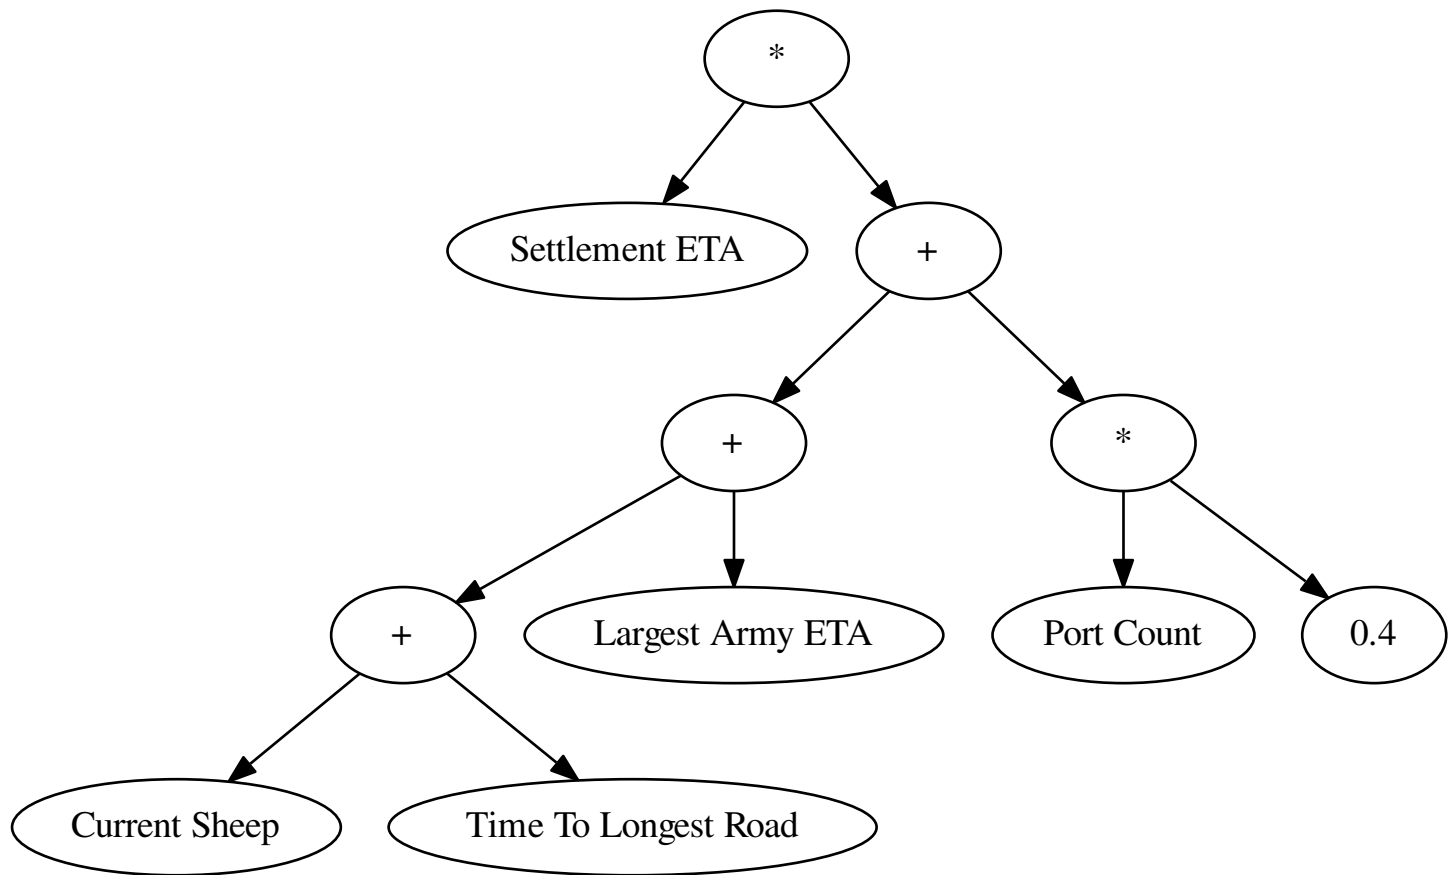 *
Settlement ETA
+
+
*
+
Largest Army ETA
Port Count
0.4
Current Sheep
Time To Longest Road